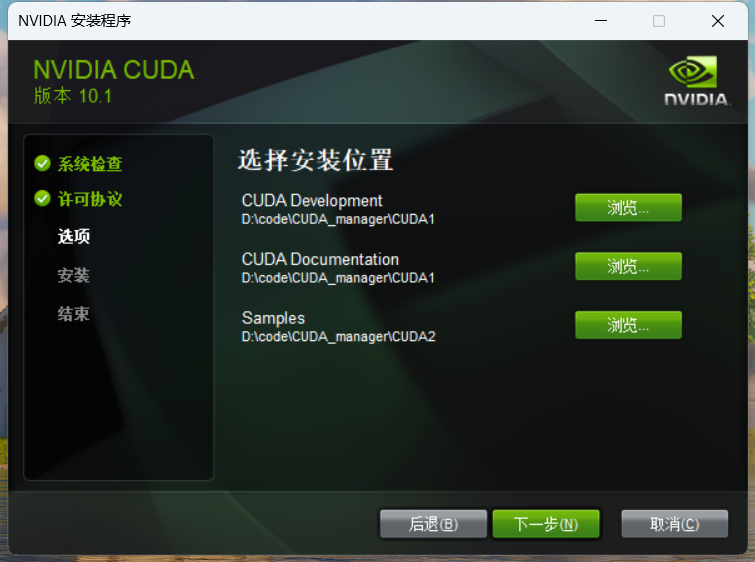 NVIDIA 安装程序
NVIDIA CUDA
版本 10.1
NVIDIA.
系统检查
许可协议
选项
安装
结束
选择安装位置
CUDA Development
D:\code\CUDA_manager\CUDA1
浏览...
CUDA Documentation
D:\code\CUDA_manager\CUDA1
浏览...
Samples
D:\code\CUDA_manager\CUDA2
浏览...
后退(B)
下一步(N)
取消(C)